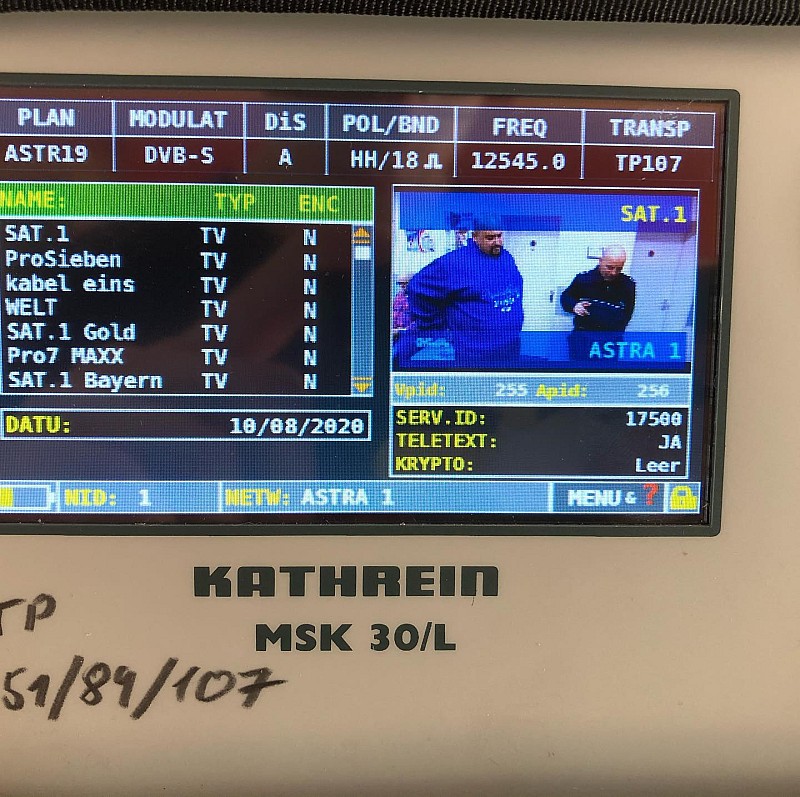 PLAN MODULAT DiS POL/BND FREQ TRANSP
ASTR19 DVB-S A HH/18 12545.0 TP107
NAME: TYP ENC
SAT.1 TV N
ProSieben TV N
kabel eins TV N
WELT TV N
SAT.1 Gold TV N
Pro7 MAXX TV N
SAT.1 Bayern TV N
DATU: 10/08/2020
SAT.1
ASTRA 1
Vpid: 255 Apid: 256
SERV.ID: 17500
TELETEXT: JA
KRYPTO: Leer
NID: 1 NETW: ASTRA 1 MENU & ?
KATHREIN
MSK 30/L
TP
51/84/107